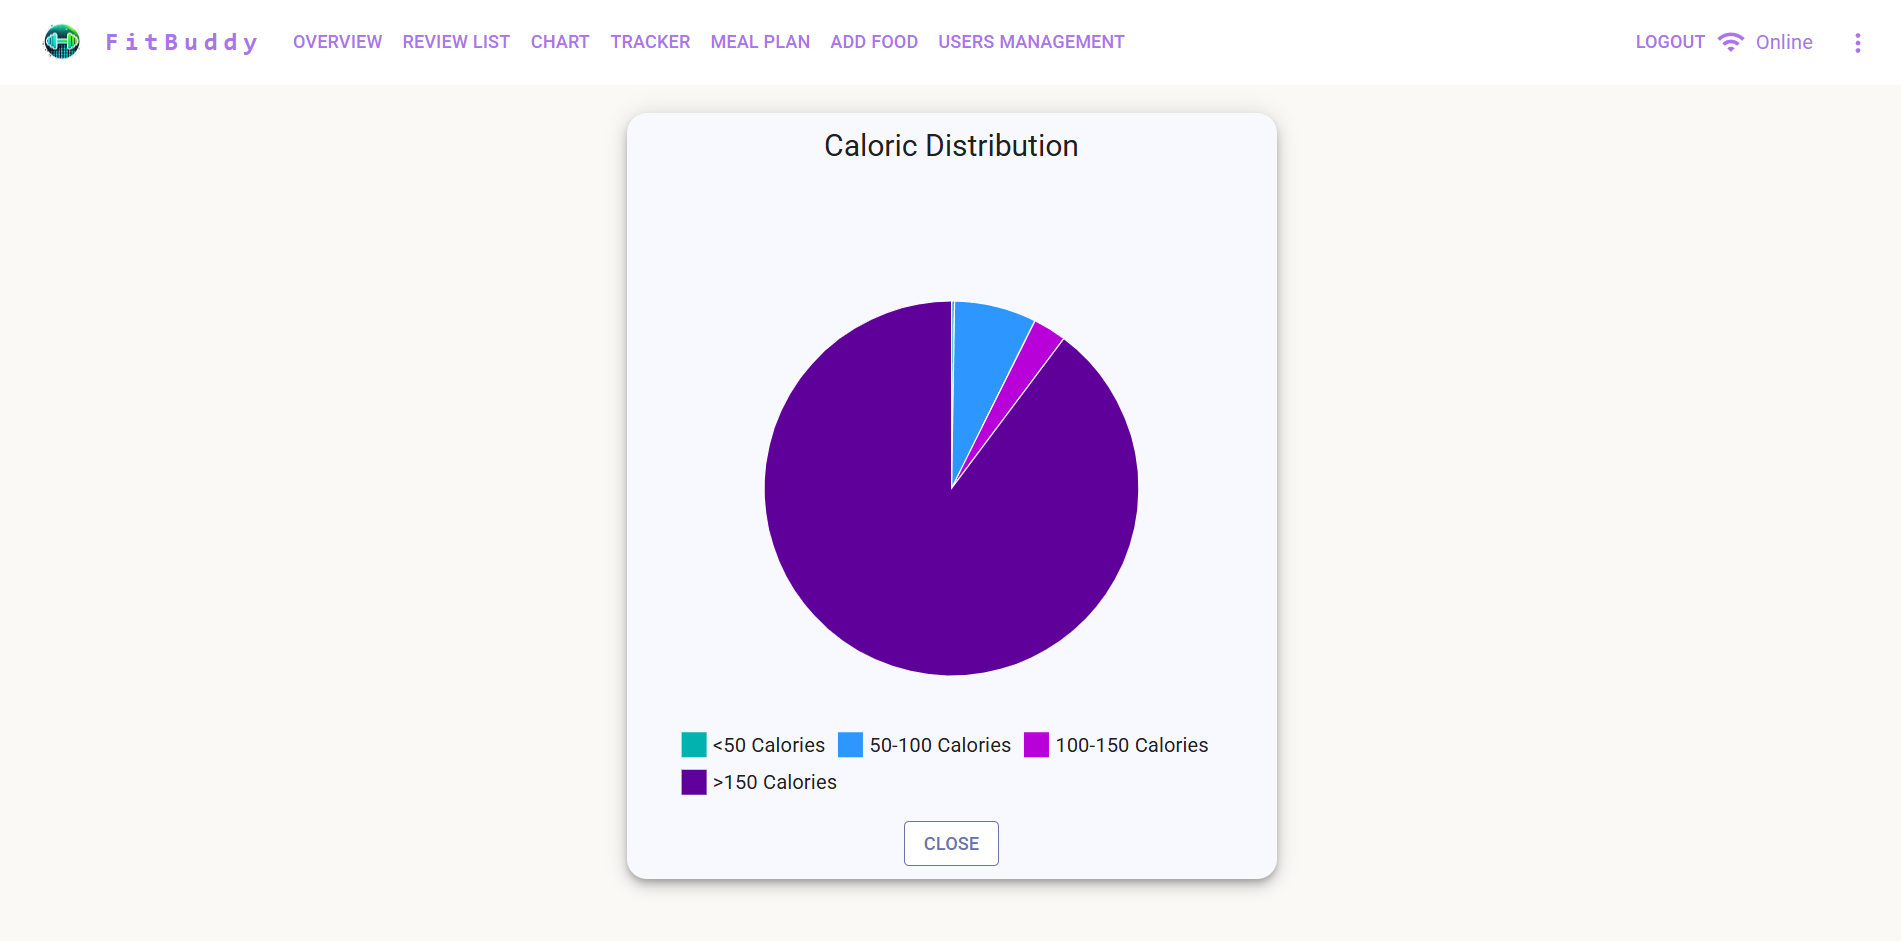 FitBuddy OVERVIEW REVIEW LIST CHART TRACKER MEAL PLAN ADD FOOD USERS MANAGEMENT LOGOUT Online
Caloric Distribution
<50 Calories 50-100 Calories 100-150 Calories
>150 Calories
CLOSE